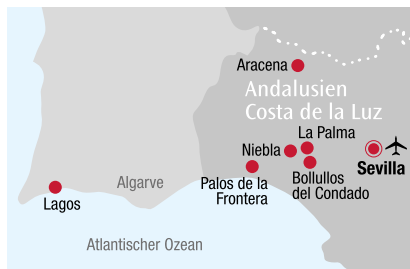 Aracena
Andalusien
Costa de la Luz
La Palma
Niebla
Sevilla
Bollullos
del Condado
Palos de la
Frontera
Algarve
Lagos
Atlantischer Ozean